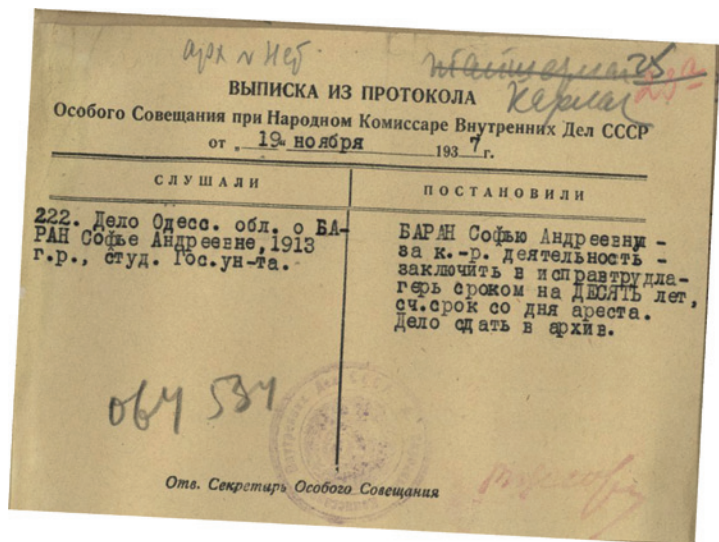 арх № Нет
25
Карлаг
ВЫПИСКА ИЗ ПРОТОКОЛА
Особого Совещания при Народном Комиссаре Внутренних Дел СССР
от „ 19 “ ноября 1937 г.
СЛУШАЛИ
222. Дело Одесс. обл. о БА-
РАН Софье Андреевне, 1913
г.р., студ. Гос.ун-та.
ПОСТАНОВИЛИ
БАРАН Софью Андреевну -
за к.-р. деятельность -
заключить в исправтрудла-
герь сроком на ДЕСЯТЬ лет,
сч.срок со дня ареста.
Дело сдать в архив.
Отв. Секретарь Особого Совещания